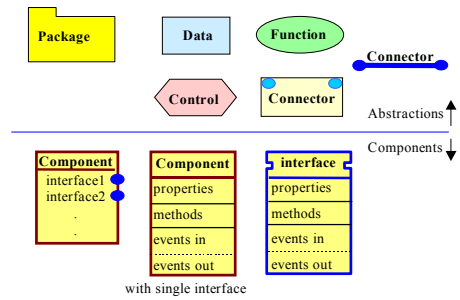 Package
Data
Function
Connector
Control
Connector
Abstractions
Components
Component
interface1
interface2
.
.
Component
properties
methods
events in
events out
with single interface
interface
properties
methods
events in
events out